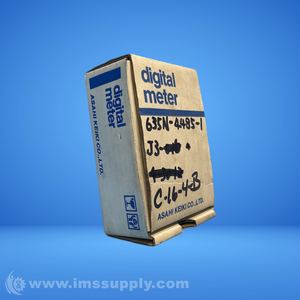 digital
meter
635N-4485-1
J3-
C-16-4-B
ASAHI KEIKI CO.,LTD.
digital
meter
ASAHI KEIKI CO.,LTD.
© www.imssupply.com